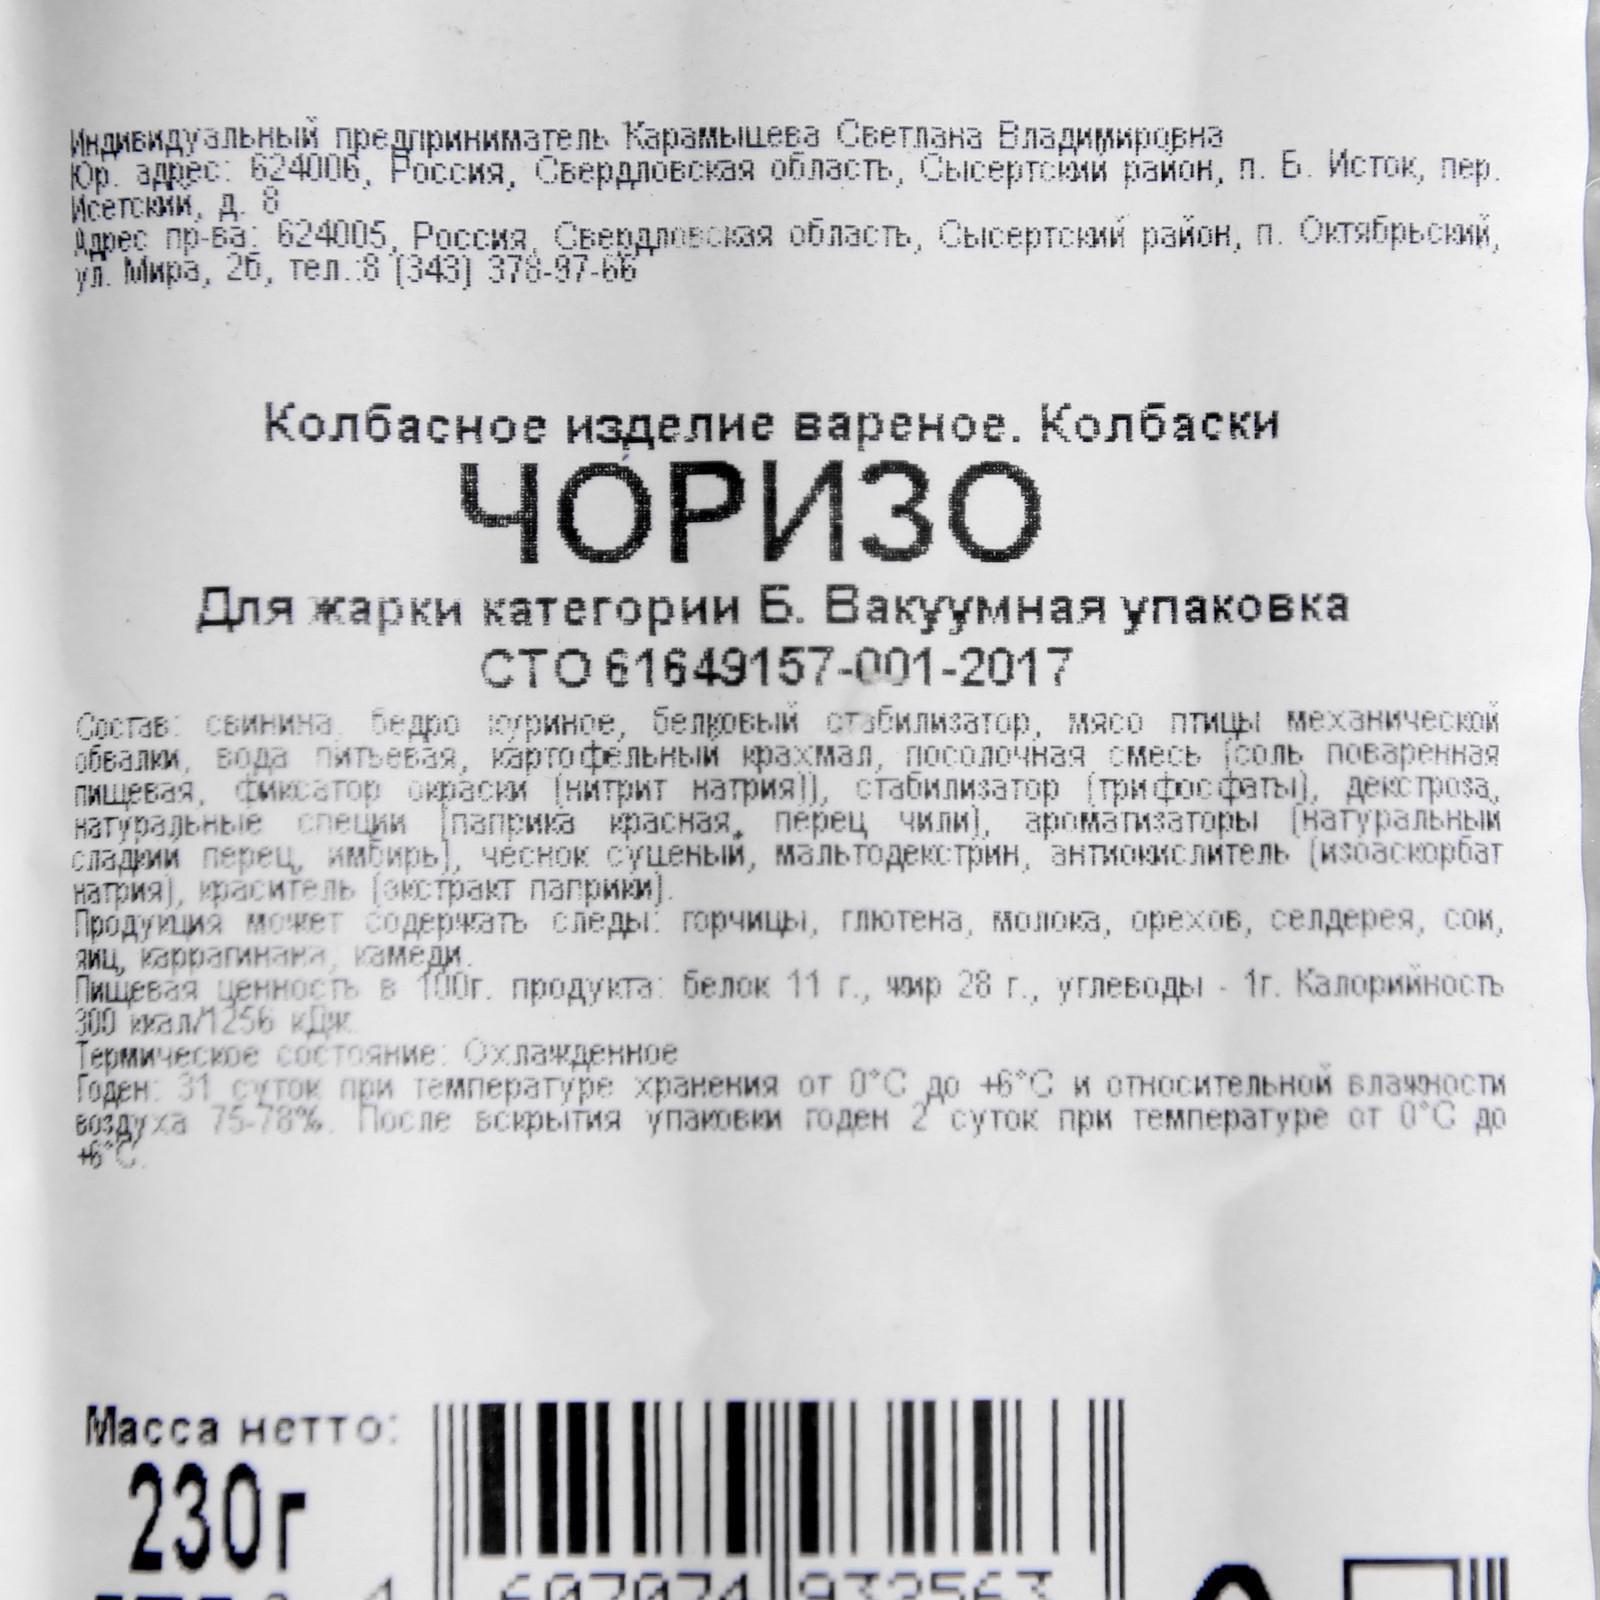 Индивидуальный предприниматель Карамышева Светлана Владимировна
Юр. адрес: 624006, Россия, Свердловская область, Сысертский район, п. Б. Исток, пер.
Исетский, д. 8
Адрес пр-ва: 624005, Россия, Свердловская область, Сысертский район, п. Октябрьский,
ул. Мира, 2б, тел.:8 (343) 378-97-66
Колбасное изделие вареное. Колбаски
ЧОРИЗО
Для жарки категории Б. Вакуумная упаковка
СТО 61649157-001-2017
Состав: свинина, бедро куриное, белковый стабилизатор, мясо птицы механической
обвалки, вода питьевая, картофельный крахмал, посолочная смесь (соль поваренная
пищевая, фиксатор окраски (нитрит натрия)), стабилизатор (трифосфаты), декстроза,
натуральные специи (паприка красная, перец чили), ароматизаторы (натуральный
сладкий перец, имбирь), чеснок сушеный, мальтодекстрин, антиокислитель (изоаскорбат
натрия), краситель (экстракт паприки).
Продукция может содержать следы: горчицы, глютена, молока, орехов, селдерея, сои,
яиц, каррагинана, камеди.
Пищевая ценность в 100г. продукта: белок 11 г., жир 28 г., углеводы - 1г. Калорийность
300 ккал/1256 кДж.
Термическое состояние: Охлажденное
Годен: 31 суток при температуре хранения от 0°С до +6°С и относительной влажности
воздуха 75-78%. После вскрытия упаковки годен 2 суток при температуре от 0°С до
+6°С.
Масса нетто:
230г
607074 932563